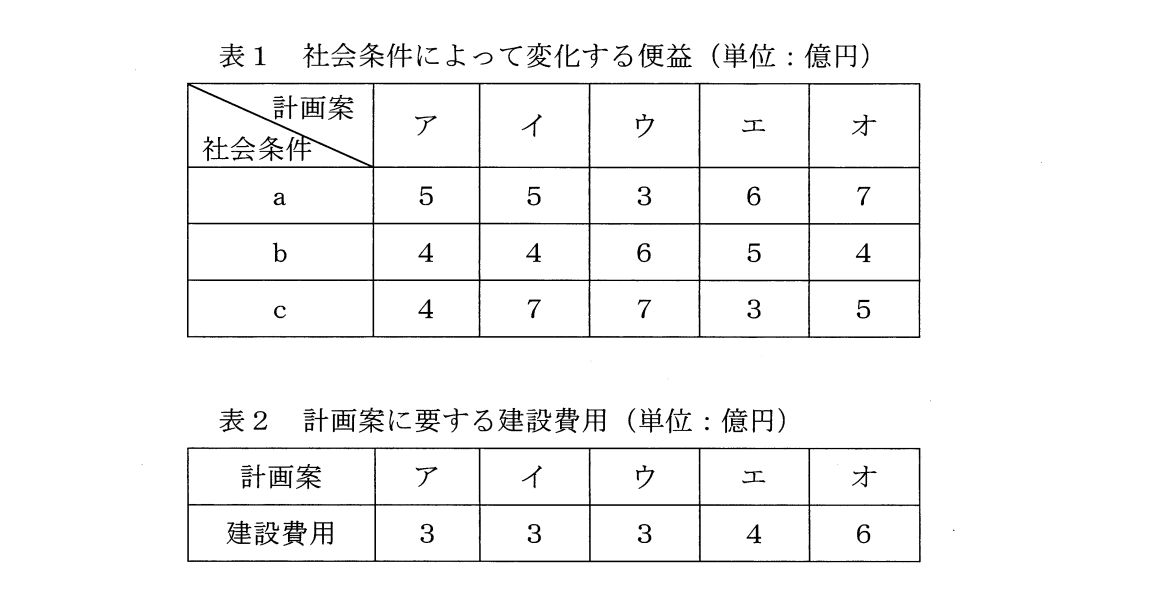 表１　社会条件によって変化する便益（単位：億円）
計画案 ア イ ウ エ オ
社会条件
a 5 5 3 6 7
b 4 4 6 5 4
c 4 7 7 3 5
表２　計画案に要する建設費用（単位：億円）
計画案 ア イ ウ エ オ
建設費用 3 3 3 4 6